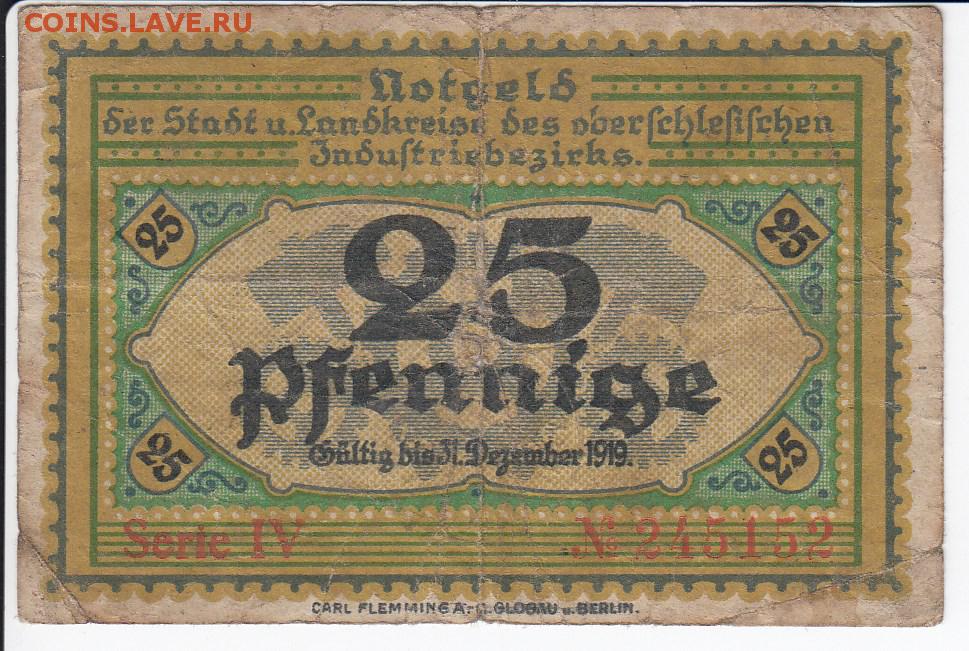 COINS.LAVE.RU
Notgeld
der Stadt u. Landkreise des oberschlesischen
Industriebezirks.
25 25
25
Pfennige
Gültig bis 31. Dezember 1919.
25 25
Serie IV № 245152
CARL FLEMMING A.-G. GLOGAU u. BERLIN.